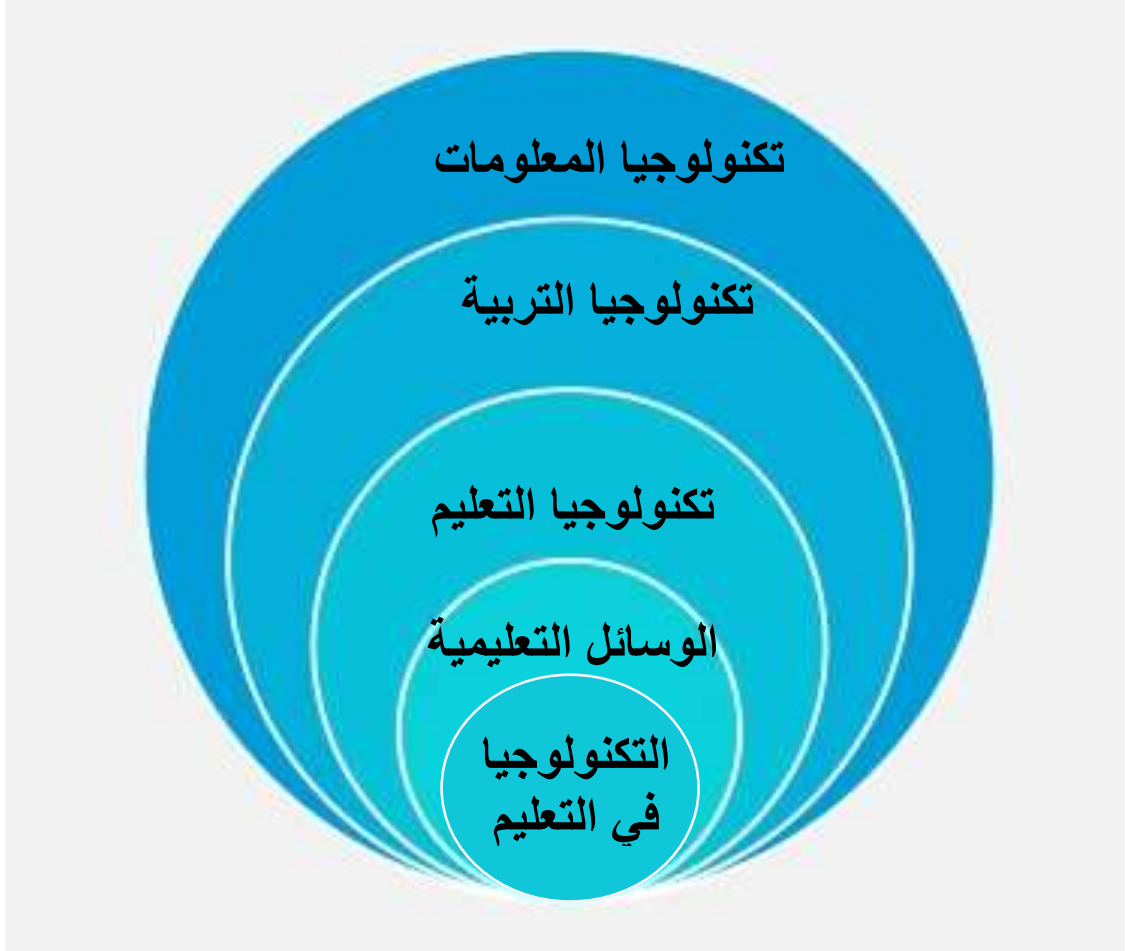 تكنولوجيا المعلومات
تكنولوجيا التربية
تكنولوجيا التعليم
الوسائل التعليمية
التكنولوجيا
في التعليم